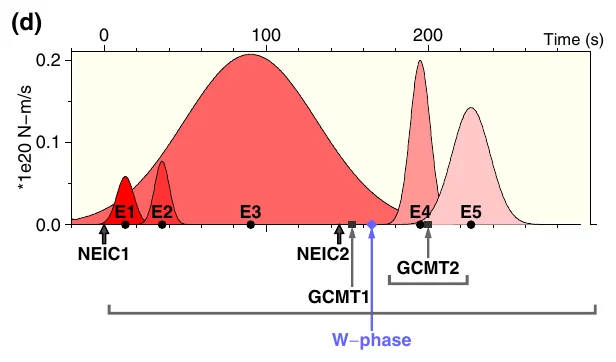 (d)
0 100 200 Time (s)
0.2
0.1
0.0
*1e20 N−m/s
E1 E2 E3 E4 E5
NEIC1 NEIC2
GCMT2
GCMT1
W−phase